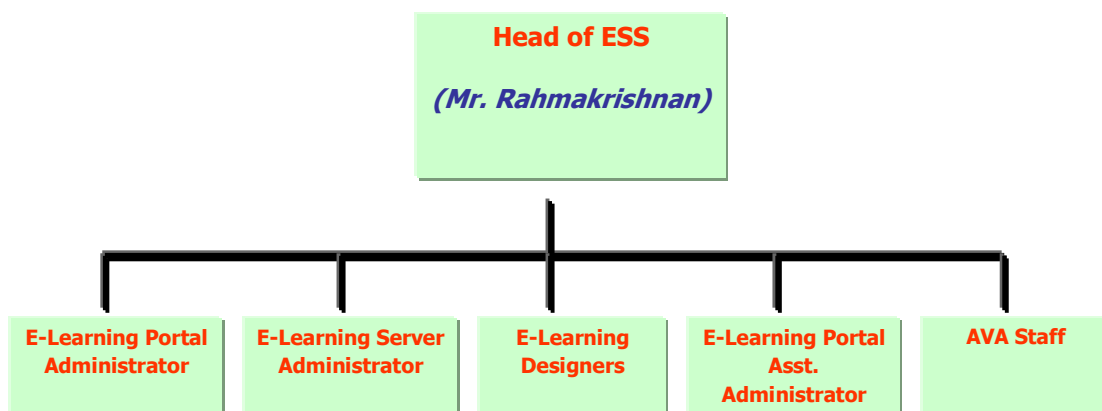 Head of ESS
(Mr. Rahmakrishnan)
E-Learning Portal
Administrator
E-Learning Server
Administrator
E-Learning
Designers
E-Learning Portal
Asst.
Administrator
AVA Staff